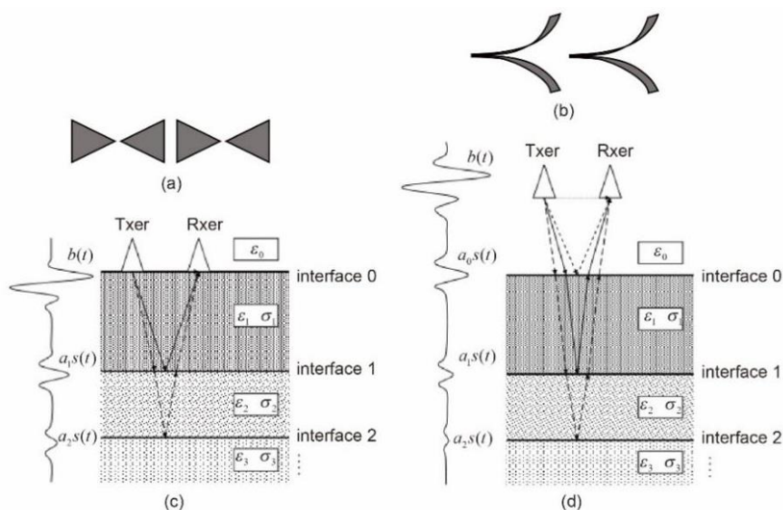 (a)
(b)
Txer Rxer
b(t)
ε₀
interface 0
ε₁ σ₁
a₁s(t)
interface 1
ε₂ σ₂
a₂s(t)
interface 2
ε₃ σ₃
(c)
Txer Rxer
b(t)
ε₀
a₀s(t)
interface 0
ε₁ σ₁
a₁s(t)
interface 1
ε₂ σ₂
a₂s(t)
interface 2
ε₃ σ₃
(d)